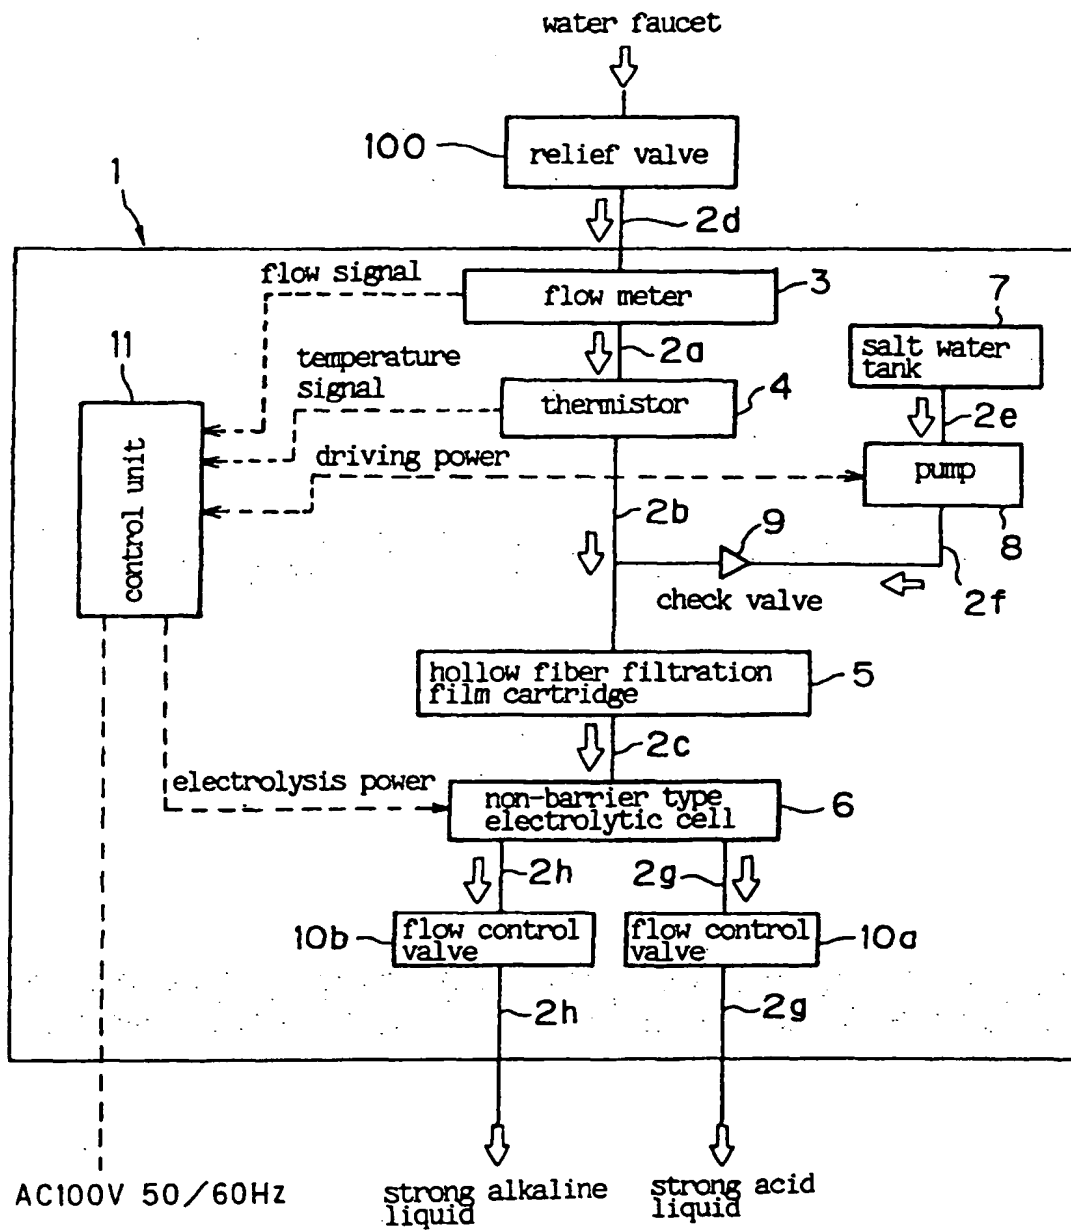 water faucet
100
relief valve
1
2d
flow signal
flow meter
3
7
11
temperature
signal
2a
salt water
tank
thermistor
4
2e
control unit
driving power
pump
2b
9
8
check valve
2f
hollow fiber filtration
film cartridge
5
2c
electrolysis power
non-barrier type
electrolytic cell
6
2h
2g
10b
flow control
valve
flow control
valve
10a
2h
2g
AC100V 50/60Hz
strong alkaline
liquid
strong acid
liquid